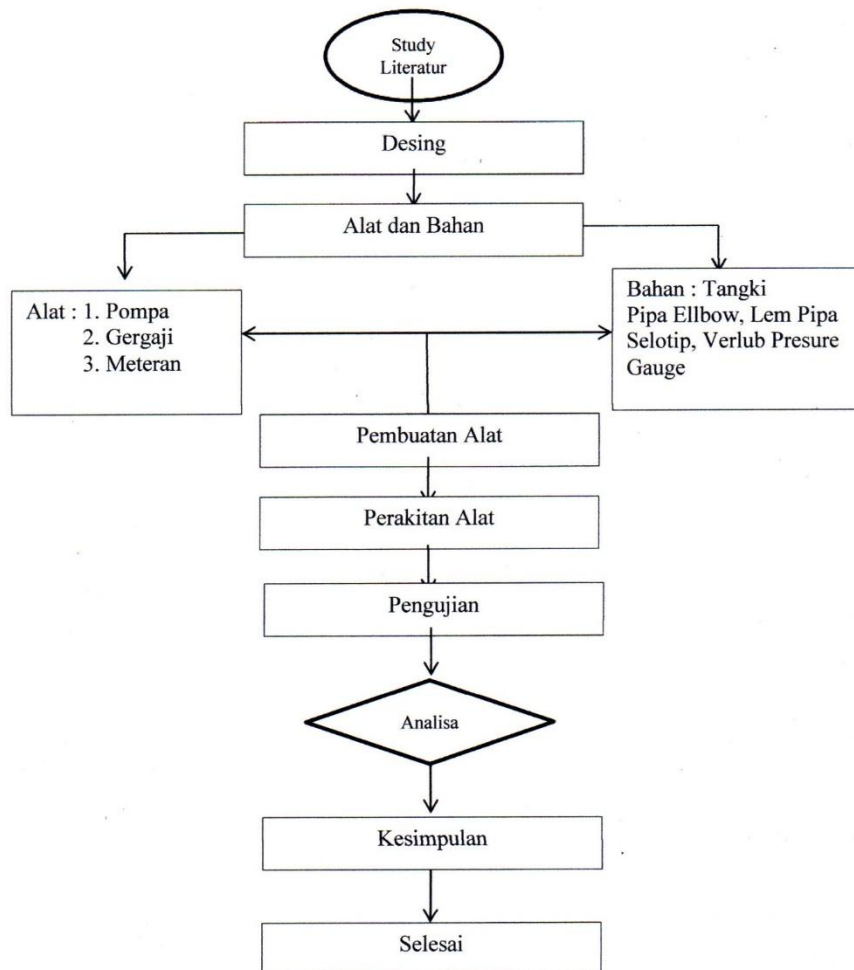 Study
Literatur
Desing
Alat dan Bahan
Alat : 1. Pompa
2. Gergaji
3. Meteran
Bahan : Tangki
Pipa Ellbow, Lem Pipa
Selotip, Verlub Presure
Gauge
Pembuatan Alat
Perakitan Alat
Pengujian
Analisa
Kesimpulan
Selesai